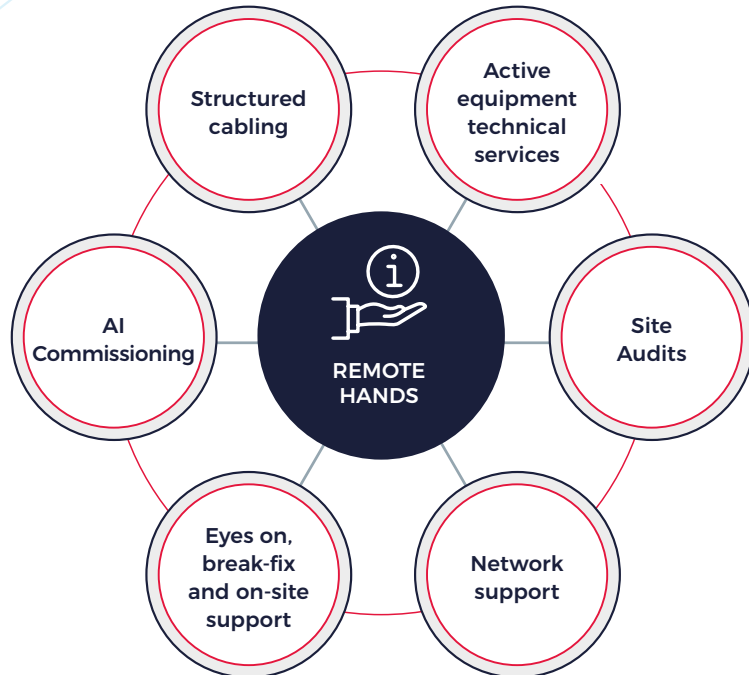 Structured
cabling
Active
equipment
technical
services
AI
Commissioning
i
REMOTE
HANDS
Site
Audits
Eyes on,
break-fix
and on-site
support
Network
support